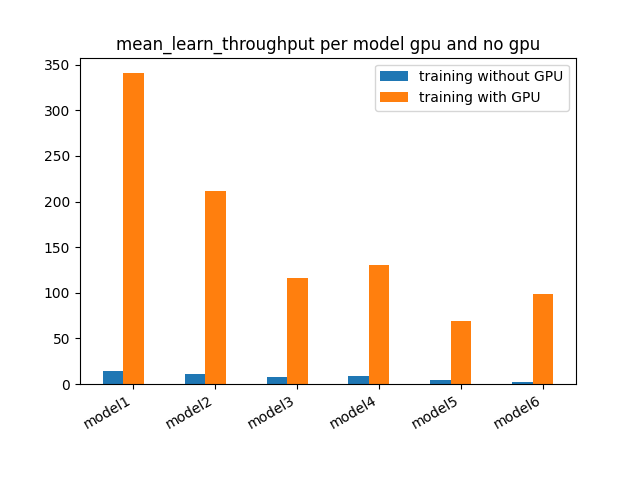 mean_learn_throughput per model gpu and no gpu
training without GPU
training with GPU
350
300
250
200
150
100
50
0
model1
model2
model3
model4
model5
model6